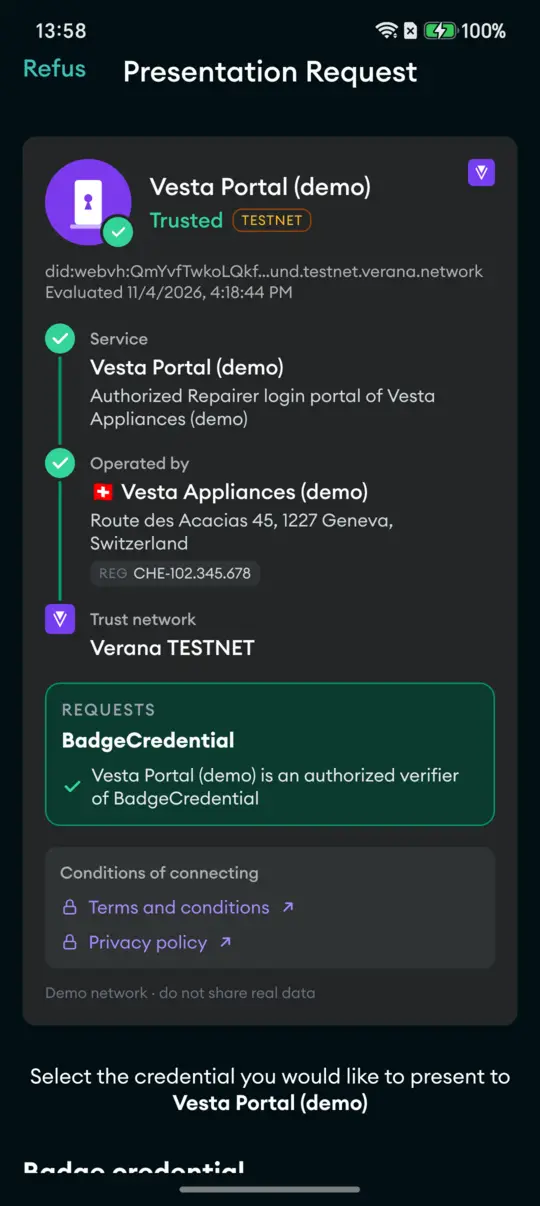 13:58
100%
Refus
Presentation Request
Vesta Portal (demo)
Trusted
TESTNET
did:webvh:QmYvfTwkoLQkf...und.testnet.verana.network
Evaluated 11/4/2026, 4:18:44 PM
Service
Vesta Portal (demo)
Authorized Repairer login portal of Vesta
Appliances (demo)
Operated by
Vesta Appliances (demo)
Route des Acacias 45, 1227 Geneva,
Switzerland
REG CHE-102.345.678
Trust network
Verana TESTNET
REQUESTS
BadgeCredential
Vesta Portal (demo) is an authorized verifier
of BadgeCredential
Conditions of connecting
Terms and conditions
Privacy policy
Demo network · do not share real data
Select the credential you would like to present to
Vesta Portal (demo)
Badge credential